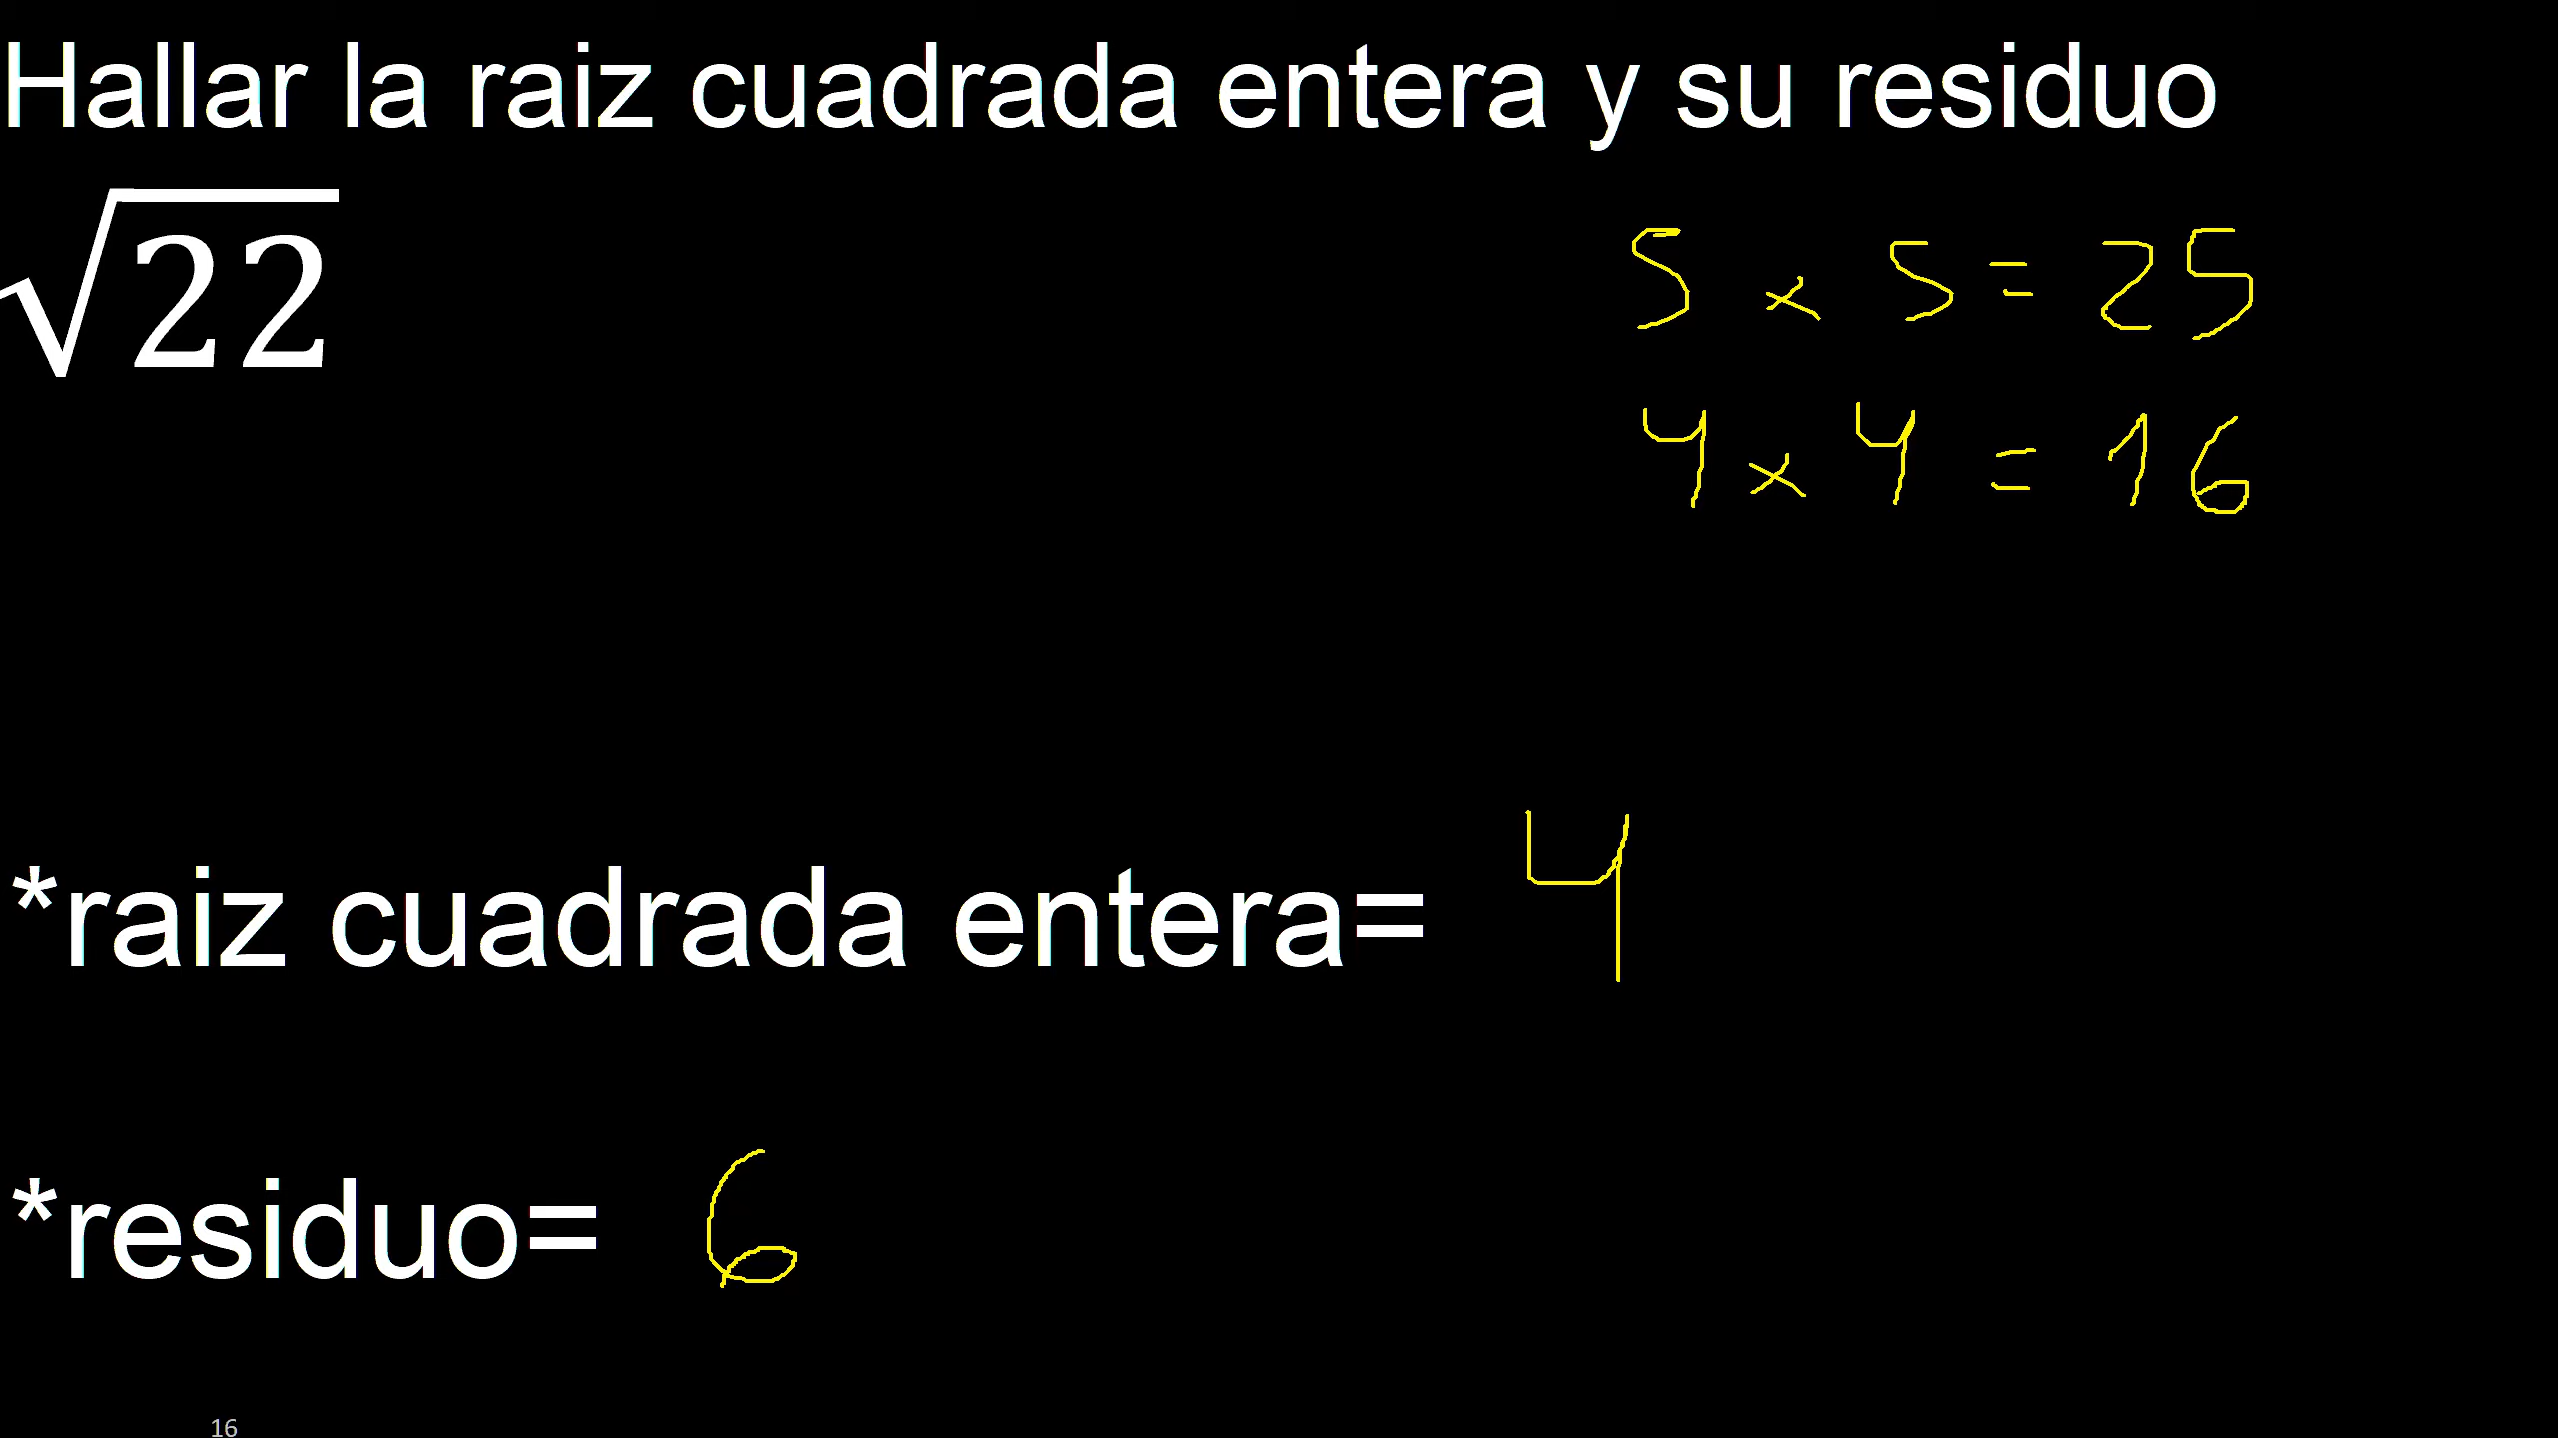 Hallar la raiz cuadrada entera y su residuo
√22
5 x 5 = 25
4 x 4 = 16
*raiz cuadrada entera= 4
*residuo= 6
16